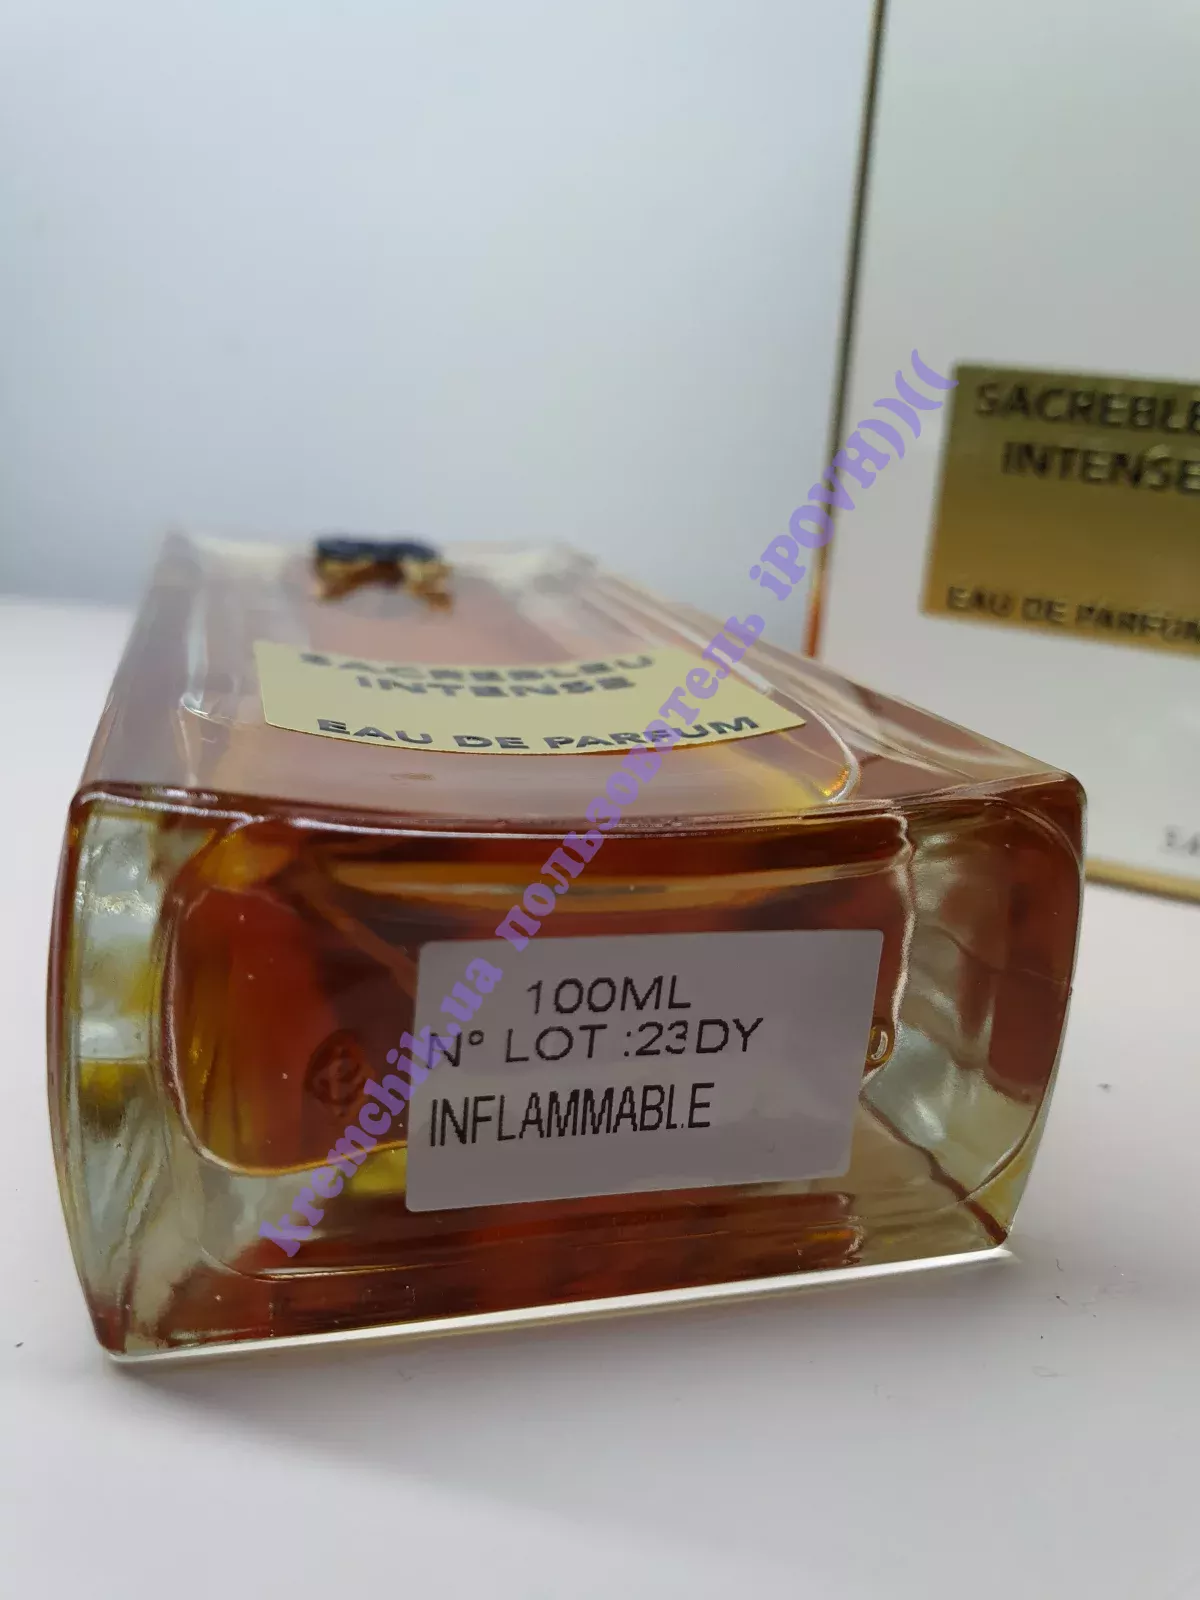 SACREBLE
INTENSE
EAU DE PARFUM
SACREBLEU
INTENSE
EAU DE PARFUM
100ML
N° LOT :23DY
INFLAMMABLE
kremchik.ua пользователь iPOVH))((